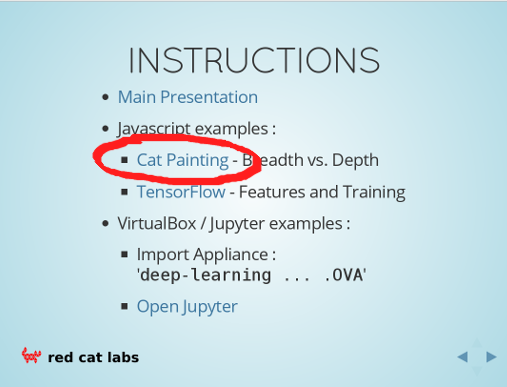 INSTRUCTIONS
• Main Presentation
• Javascript examples :
▪ Cat Painting - Breadth vs. Depth
▪ TensorFlow - Features and Training
• VirtualBox / Jupyter examples :
▪ Import Appliance :
'deep-learning ... .OVA'
▪ Open Jupyter
red cat labs